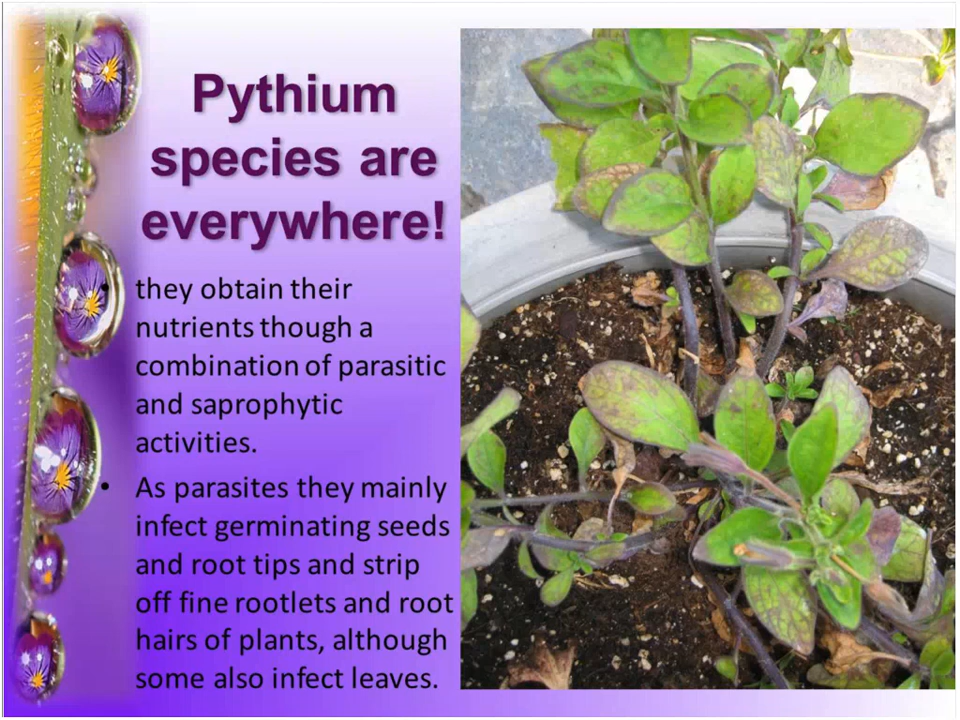 Pythium
species are
everywhere!
• they obtain their
nutrients though a
combination of parasitic
and saprophytic
activities.
• As parasites they mainly
infect germinating seeds
and root tips and strip
off fine rootlets and root
hairs of plants, although
some also infect leaves.